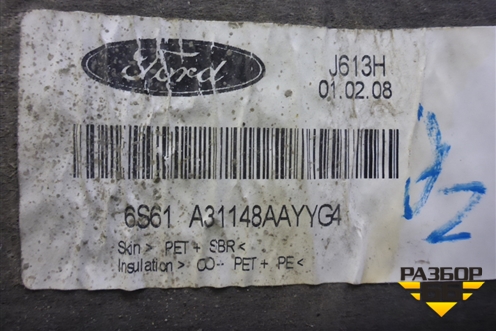 Ford
J613H
01.02.08
6S61 A31148AAYYG4
Skin > PET + SBR <
Insulation > CO-- PET + PE <
РАЗБОР